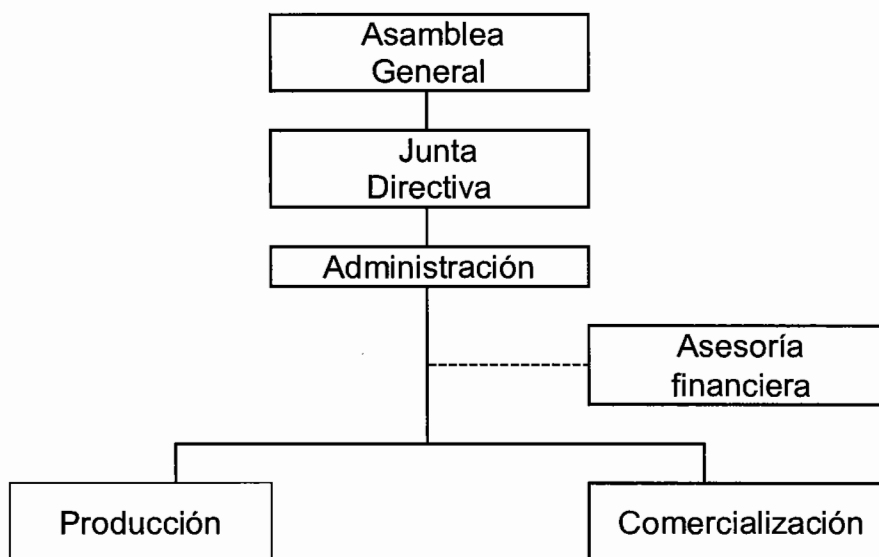 Asamblea
General
Junta
Directiva
Administración
Asesoría
financiera
Producción
Comercialización